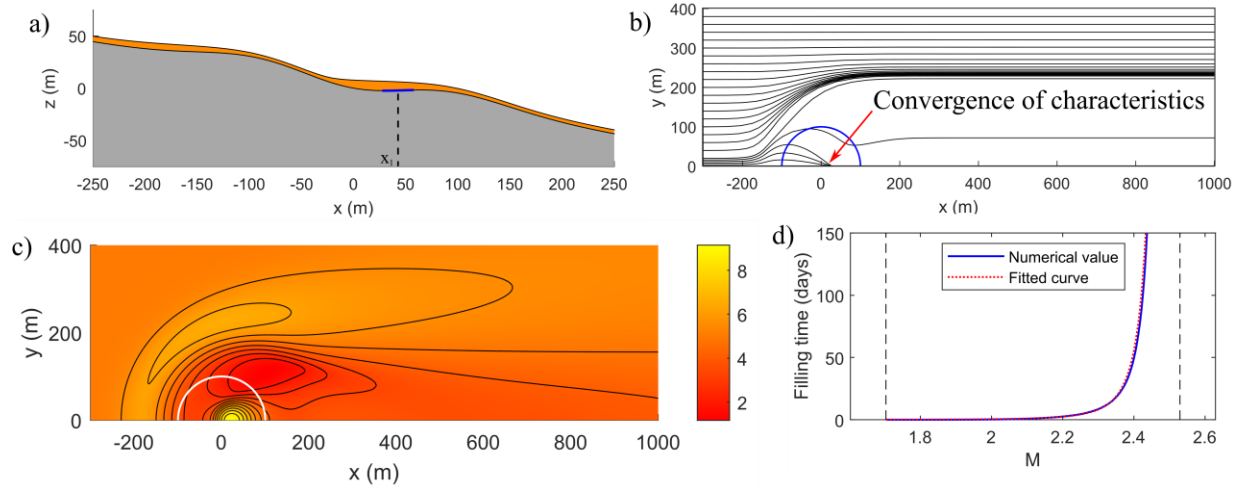 a)
50
0
-50
z (m)
x₁
-250 -200 -150 -100 -50 0 50 100 150 200 250
x (m)
b)
400
300
200
100
0
y (m)
Convergence of characteristics
-200 0 200 400 600 800 1000
x (m)
c)
400
200
0
y (m)
-200 0 200 400 600 800 1000
x (m)
8
6
4
2
d)
150
100
50
0
Filling time (days)
Numerical value
Fitted curve
1.8 2 2.2 2.4 2.6
M